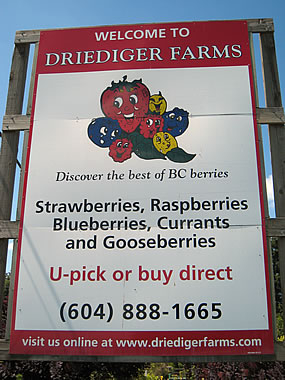 WELCOME TO
DRIEDIGER FARMS
Discover the best of BC berries
Strawberries, Raspberries
Blueberries, Currants
and Gooseberries
U-pick or buy direct
(604) 888-1665
visit us online at www.driedigerfarms.com